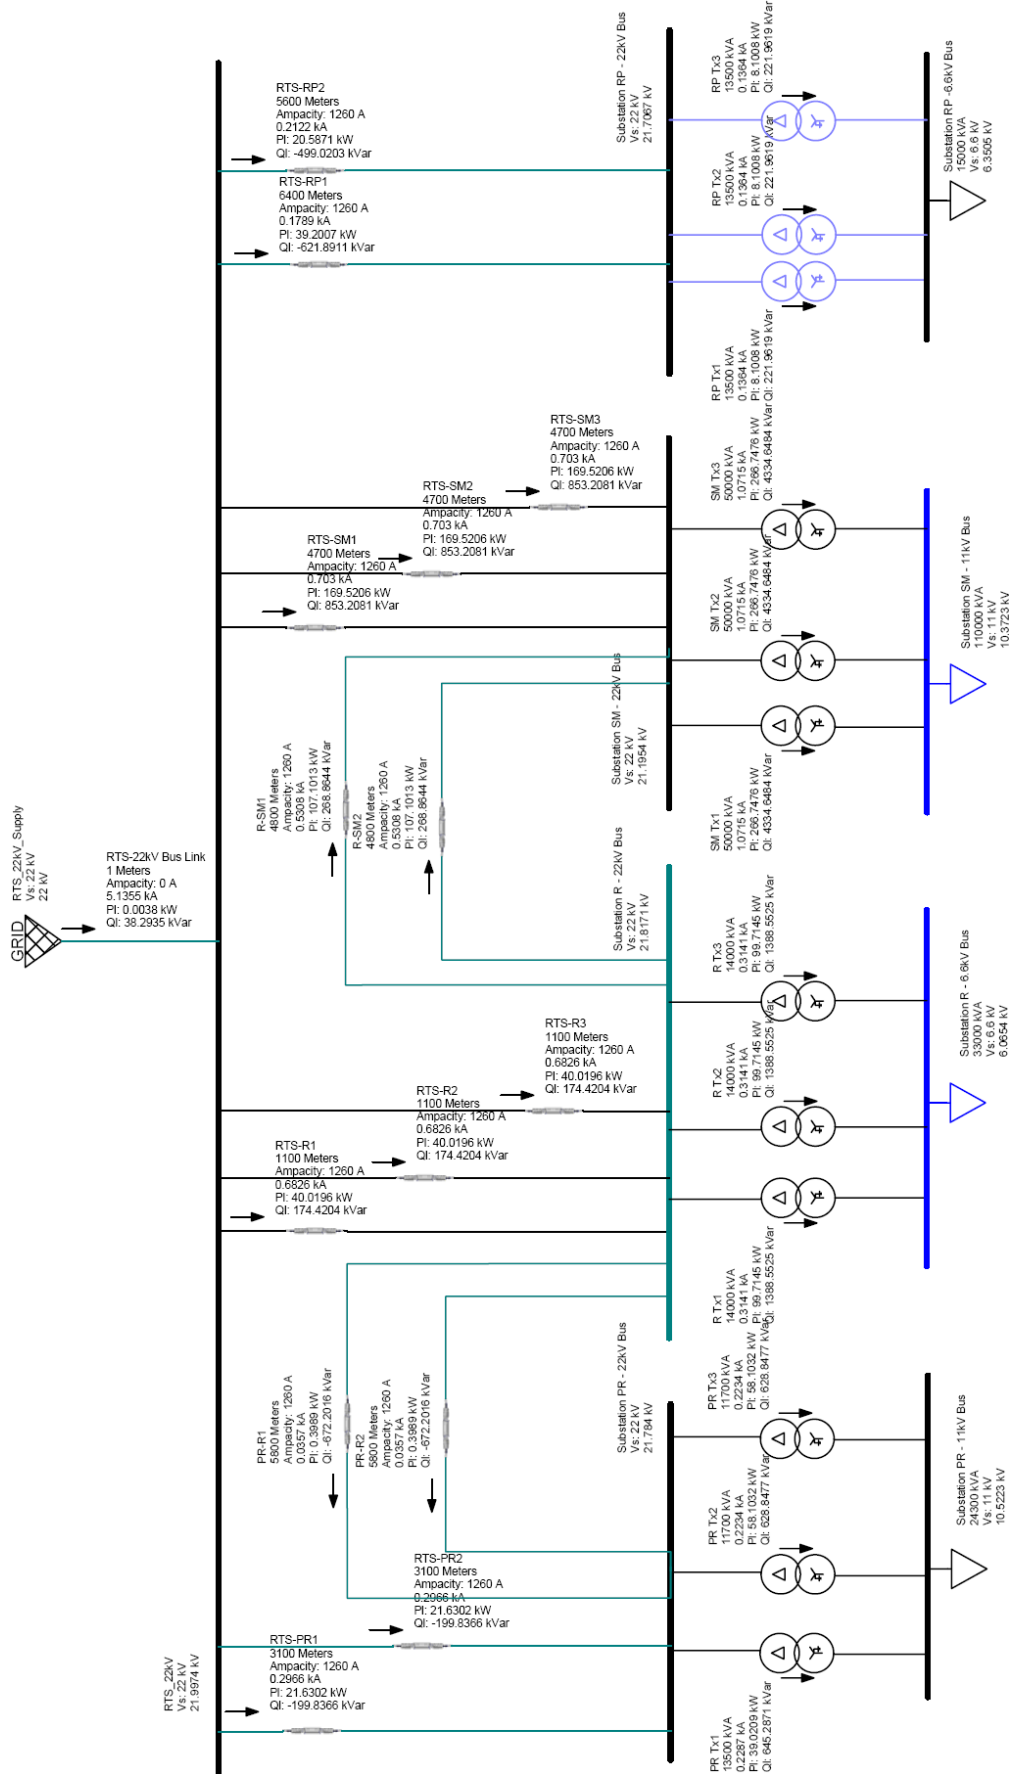 RTS-RP2
5600 Meters
Ampacity: 1260 A
0.2122 kA
Pl: 20.5871 kW
Ql: -499.0203 kVar
RTS-RP1
6400 Meters
Ampacity: 1260 A
0.1789 kA
Pl: 39.2007 kW
Ql: -621.8911 kVar
Substation RP - 22kV Bus
Vs: 22 kV
21.7067 kV
RP Tx3
13500 kVA
0.1364 kA
Pl: 8.1008 kW
Ql: 221.9619 kVar
RP Tx2
13500 kVA
0.1364 kA
Pl: 8.1008 kW
Ql: 221.9619 kVar
RP Tx1
13500 kVA
0.1364 kA
Pl: 8.1008 kW
Ql: 221.9619 kVar
Substation RP -6.6kV Bus
15000 kVA
Vs: 6.6 kV
6.3505 kV
RTS-SM3
4700 Meters
Ampacity: 1260 A
0.703 kA
Pl: 169.5206 kW
Ql: 853.2081 kVar
RTS-SM2
4700 Meters
Ampacity: 1260 A
0.703 kA
Pl: 169.5206 kW
Ql: 853.2081 kVar
RTS-SM1
4700 Meters
Ampacity: 1260 A
0.703 kA
Pl: 169.5206 kW
Ql: 853.2081 kVar
SM Tx3
50000 kVA
1.0715 kA
Pl: 266.7476 kW
Ql: 4334.6484 kVar
SM Tx2
50000 kVA
1.0715 kA
Pl: 266.7476 kW
Ql: 4334.6484 kVar
SM Tx1
50000 kVA
1.0715 kA
Pl: 266.7476 kW
Ql: 4334.6484 kVar
Substation SM - 22kV Bus
Vs: 22 kV
21.1954 kV
Substation SM - 11kV Bus
110000 kVA
Vs: 11 kV
10.3723 kV
R-SM1
4800 Meters
Ampacity: 1260 A
0.5308 kA
Pl: 107.1013 kW
Ql: 268.8644 kVar
R-SM2
4800 Meters
Ampacity: 1260 A
0.5308 kA
Pl: 107.1013 kW
Ql: 268.8644 kVar
GRID
RTS_22kV_Supply
Vs: 22 kV
22 kV
RTS-22kV Bus Link
1 Meters
Ampacity: 0 A
5.1355 kA
Pl: 0.0038 kW
Ql: 38.2935 kVar
Substation R - 22kV Bus
Vs: 22 kV
21.8171 kV
R Tx3
14000 kVA
0.3141 kA
Pl: 99.7145 kW
Ql: 1388.5525 kVar
R Tx2
14000 kVA
0.3141 kA
Pl: 99.7145 kW
Ql: 1388.5525 kVar
R Tx1
14000 kVA
0.3141 kA
Pl: 99.7145 kW
Ql: 1388.5525 kVar
Substation R - 6.6kV Bus
33000 kVA
Vs: 6.6 kV
6.0654 kV
RTS-R3
1100 Meters
Ampacity: 1260 A
0.6826 kA
Pl: 40.0196 kW
Ql: 174.4204 kVar
RTS-R2
1100 Meters
Ampacity: 1260 A
0.6826 kA
Pl: 40.0196 kW
Ql: 174.4204 kVar
RTS-R1
1100 Meters
Ampacity: 1260 A
0.6826 kA
Pl: 40.0196 kW
Ql: 174.4204 kVar
PR-R1
5800 Meters
Ampacity: 1260 A
0.0357 kA
Pl: 0.3989 kW
Ql: -672.2016 kVar
PR-R2
5800 Meters
Ampacity: 1260 A
0.0357 kA
Pl: 0.3989 kW
Ql: -672.2016 kVar
Substation PR - 22kV Bus
Vs: 22 kV
21.784 kV
PR Tx3
11700 kVA
0.2234 kA
Pl: 58.1032 kW
Ql: 628.8477 kVar
PR Tx2
11700 kVA
0.2234 kA
Pl: 58.1032 kW
Ql: 628.8477 kVar
PR Tx1
13500 kVA
0.2287 kA
Pl: 39.0209 kW
Ql: 645.2871 kVar
Substation PR - 11kV Bus
24300 kVA
Vs: 11 kV
10.5223 kV
RTS-PR2
3100 Meters
Ampacity: 1260 A
0.2966 kA
Pl: 21.6302 kW
Ql: -199.8366 kVar
RTS-PR1
3100 Meters
Ampacity: 1260 A
0.2966 kA
Pl: 21.6302 kW
Ql: -199.8366 kVar
RTS_22kV
Vs: 22 kV
21.9974 kV